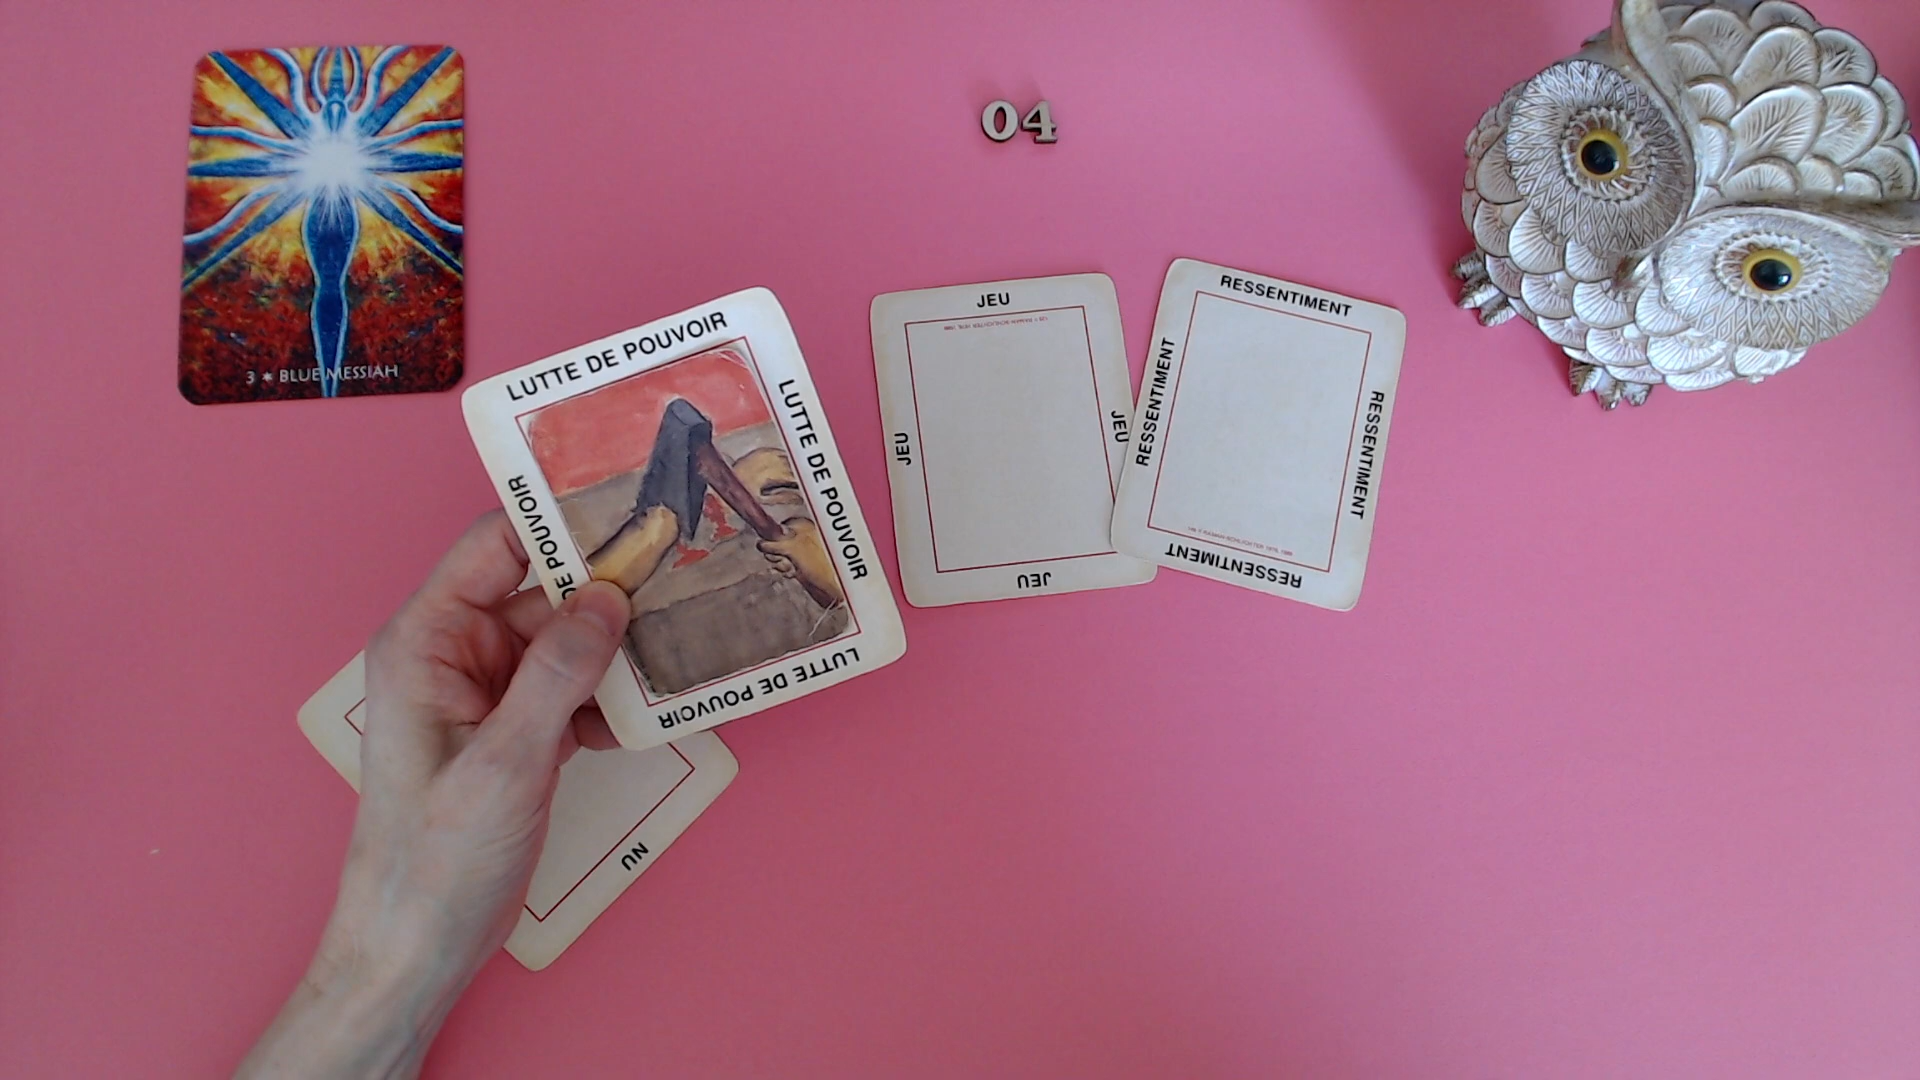 04
3 ✶ BLUE MESSIAH
LUTTE DE POUVOIR
LUTTE DE POUVOIR
DE POUVOIR
LUTTE DE POUVOIR
JEU
JEU
JEU
JEU
RESSENTIMENT
RESSENTIMENT
RESSENTIMENT
RESSENTIMENT
NU